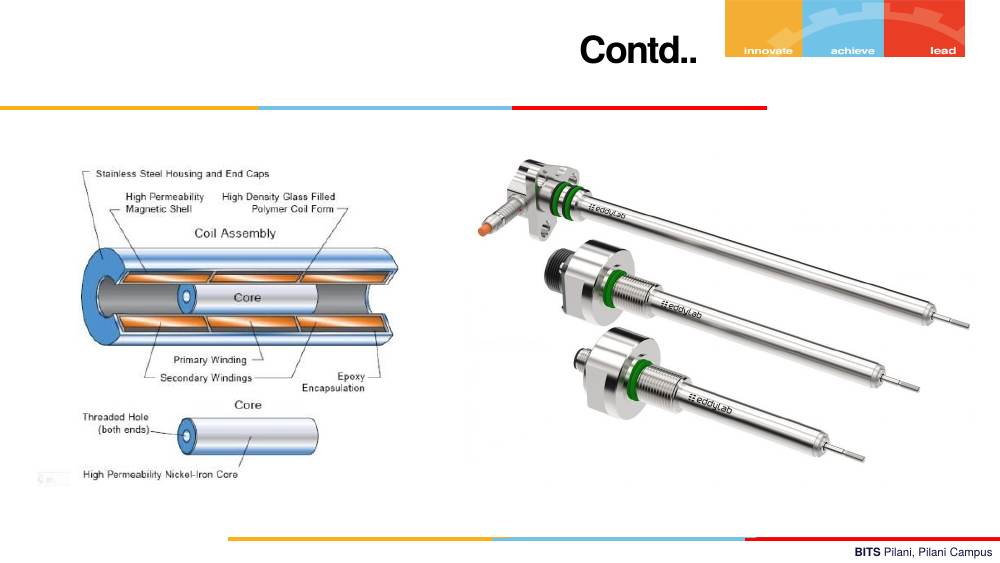 Contd..
innovate achieve lead
Stainless Steel Housing and End Caps
High Permeability
Magnetic Shell
High Density Glass Filled
Polymer Coil Form
Coil Assembly
Core
Primary Winding
Secondary Windings
Epoxy
Encapsulation
Core
Threaded Hole
(both ends)
High Permeability Nickel-Iron Core
eddyLab
eddyLab
eddyLab
BITS Pilani, Pilani Campus